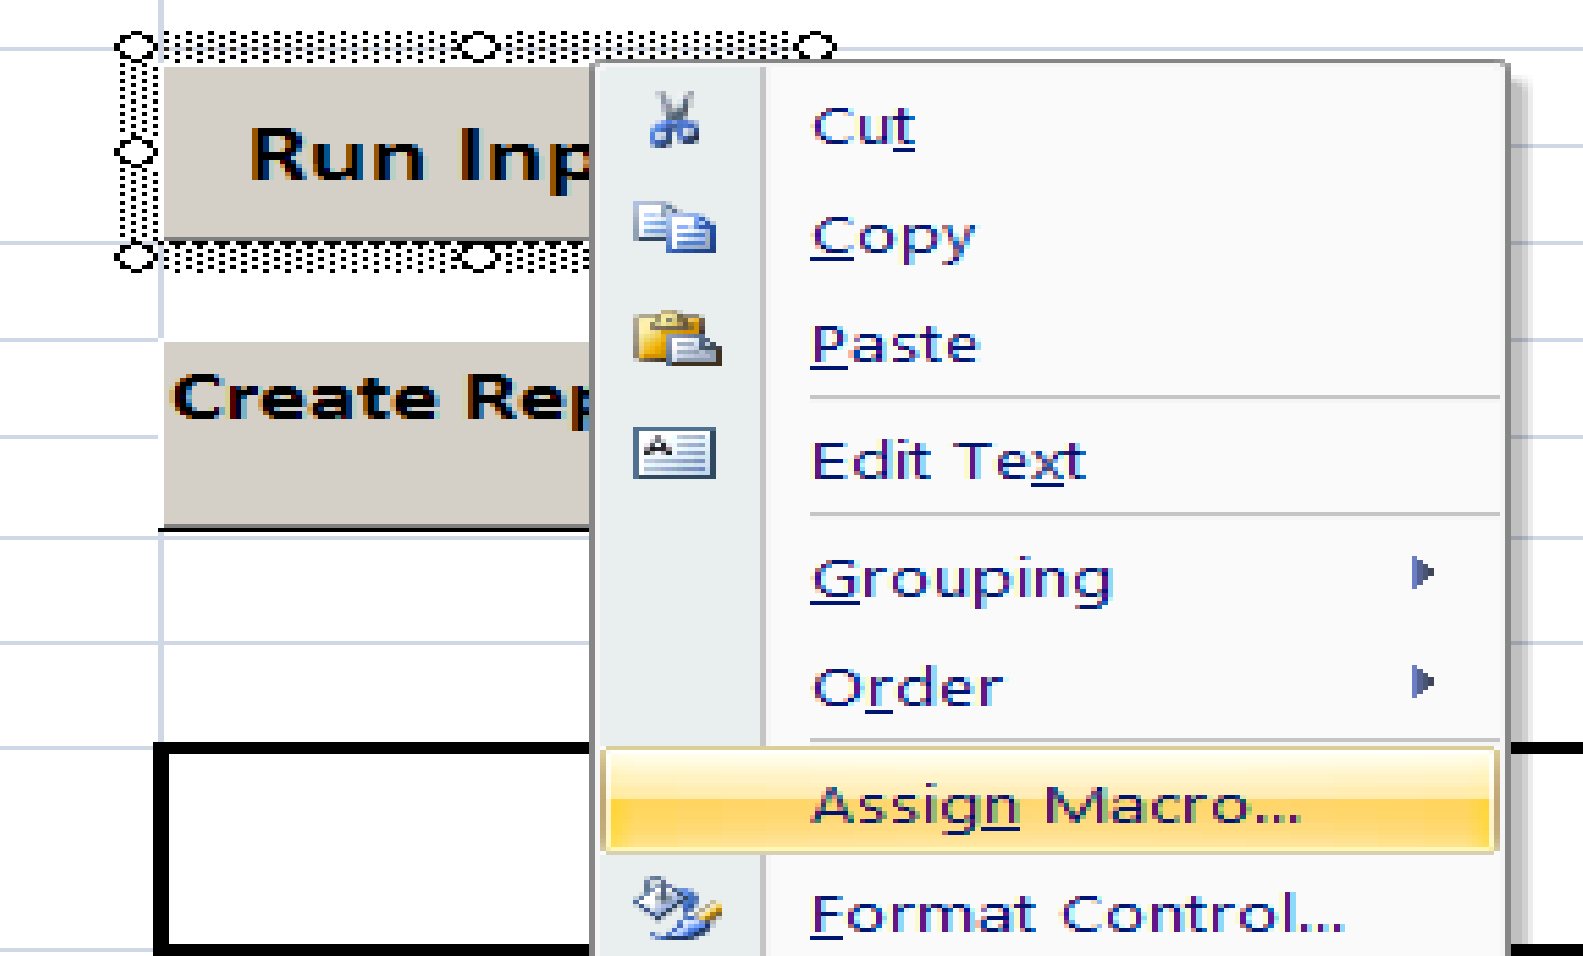 Run Inp
Create Rep
Cut
Copy
Paste
Edit Text
Grouping
Order
Assign Macro...
Format Control...